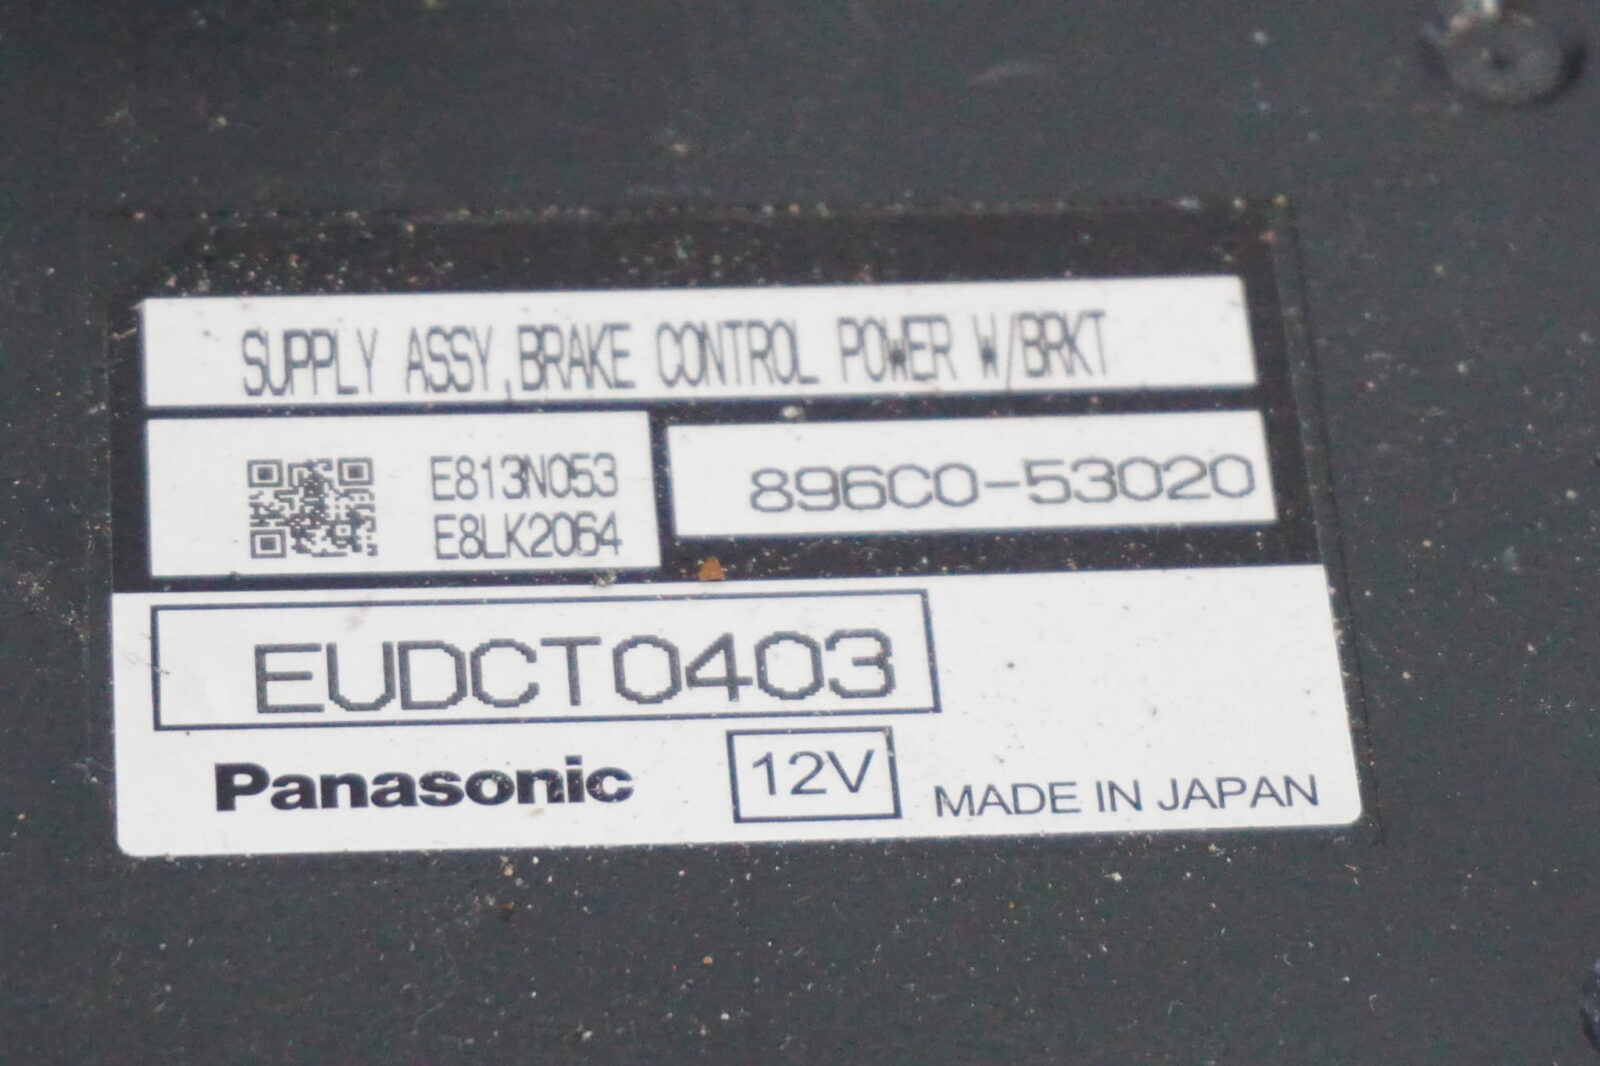 SUPPLY ASSY,BRAKE CONTROL POWER W/BRKT
E813N053
E8LK2064
896C0-53020
EUDCT0403
Panasonic
12V
MADE IN JAPAN